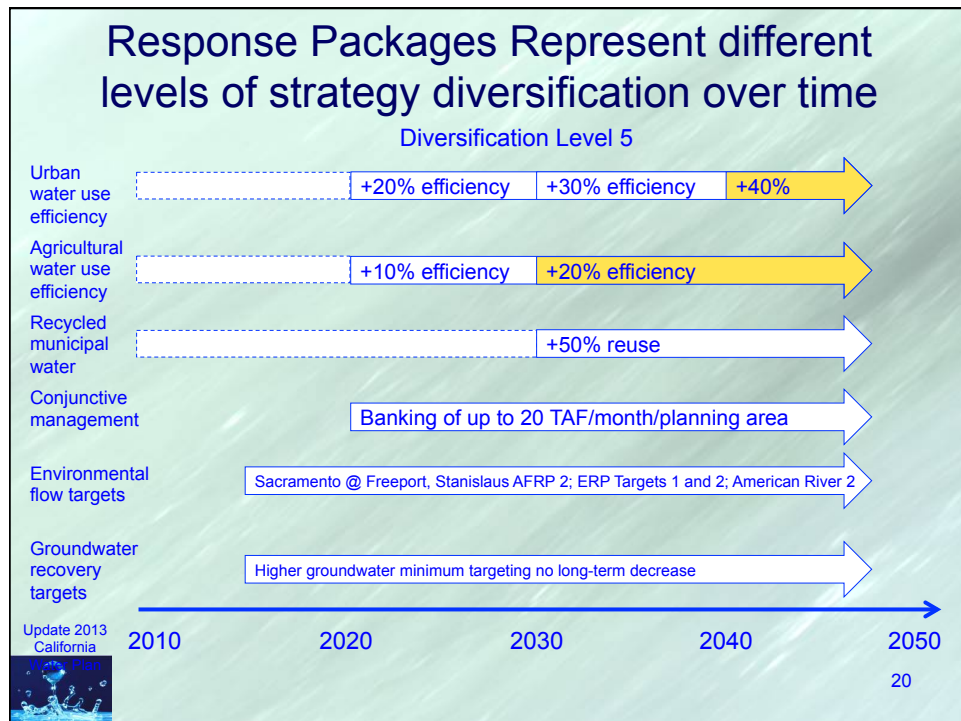 Response Packages Represent different
levels of strategy diversification over time
Diversification Level 5
Urban
water use
efficiency
+20% efficiency
+30% efficiency
+40%
Agricultural
water use
efficiency
+10% efficiency
+20% efficiency
Recycled
municipal
water
+50% reuse
Conjunctive
management
Banking of up to 20 TAF/month/planning area
Environmental
flow targets
Sacramento @ Freeport, Stanislaus AFRP 2; ERP Targets 1 and 2; American River 2
Groundwater
recovery
targets
Higher groundwater minimum targeting no long-term decrease
2010
2020
2030
2040
2050
Update 2013
California
Water Plan
20